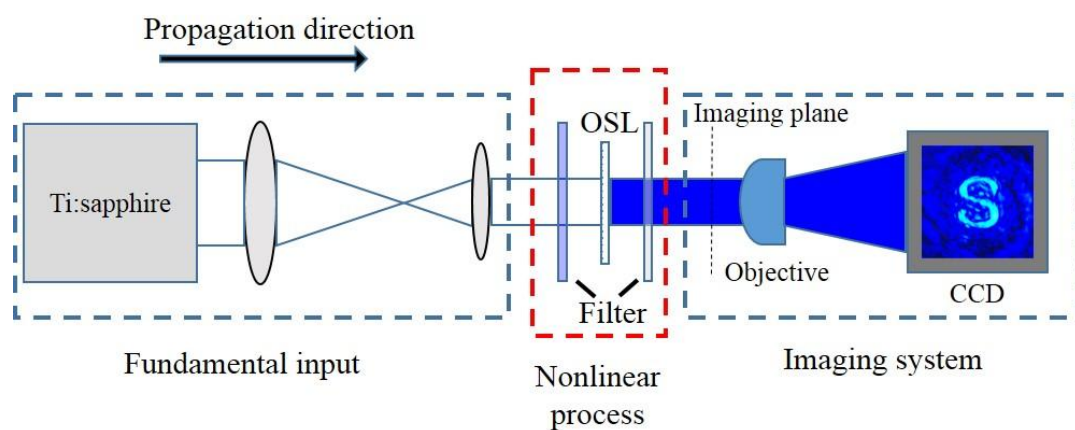 Propagation direction
Ti:sapphire
OSL
Filter
Imaging plane
Objective
S
CCD
Fundamental input
Nonlinear
process
Imaging system